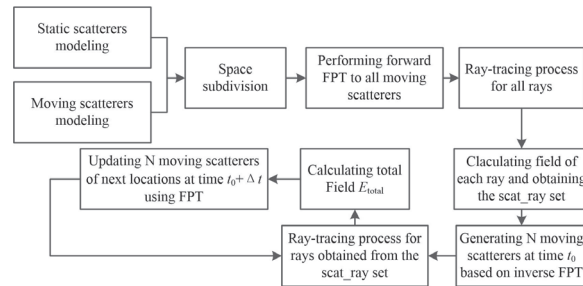 Static scatterers
modeling
Moving scatterers
modeling
Space
subdivision
Performing forward
FPT to all moving
scatterers
Ray-tracing process
for all rays
Claculating field of
each ray and obtaining
the scat_ray set
Generating N moving
scatterers at time t₀
based on inverse FPT
Ray-tracing process for
rays obtained from the
scat_ray set
Calculating total
Field E_total
Updating N moving scatterers
of next locations at time t₀+Δt
using FPT